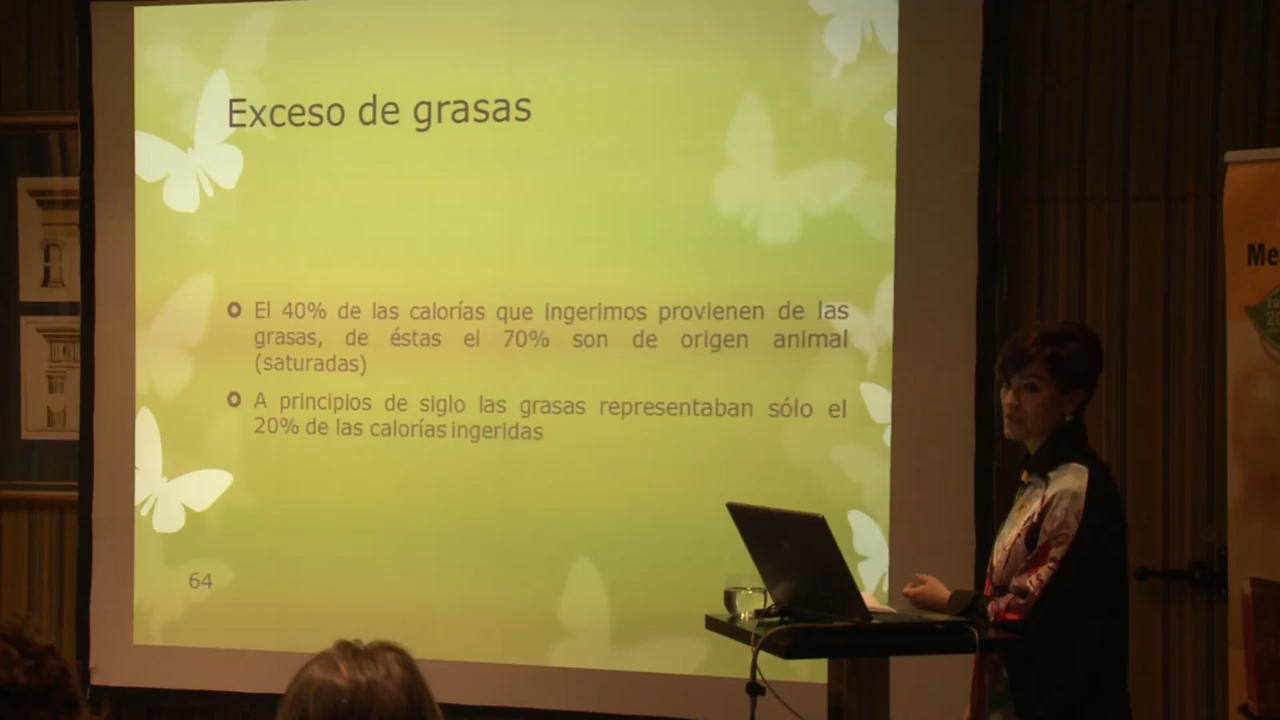 Exceso de grasas
El 40% de las calorías que ingerimos provienen de las
grasas, de éstas el 70% son de origen animal
(saturadas)
A principios de siglo las grasas representaban sólo el
20% de las calorías ingeridas
64